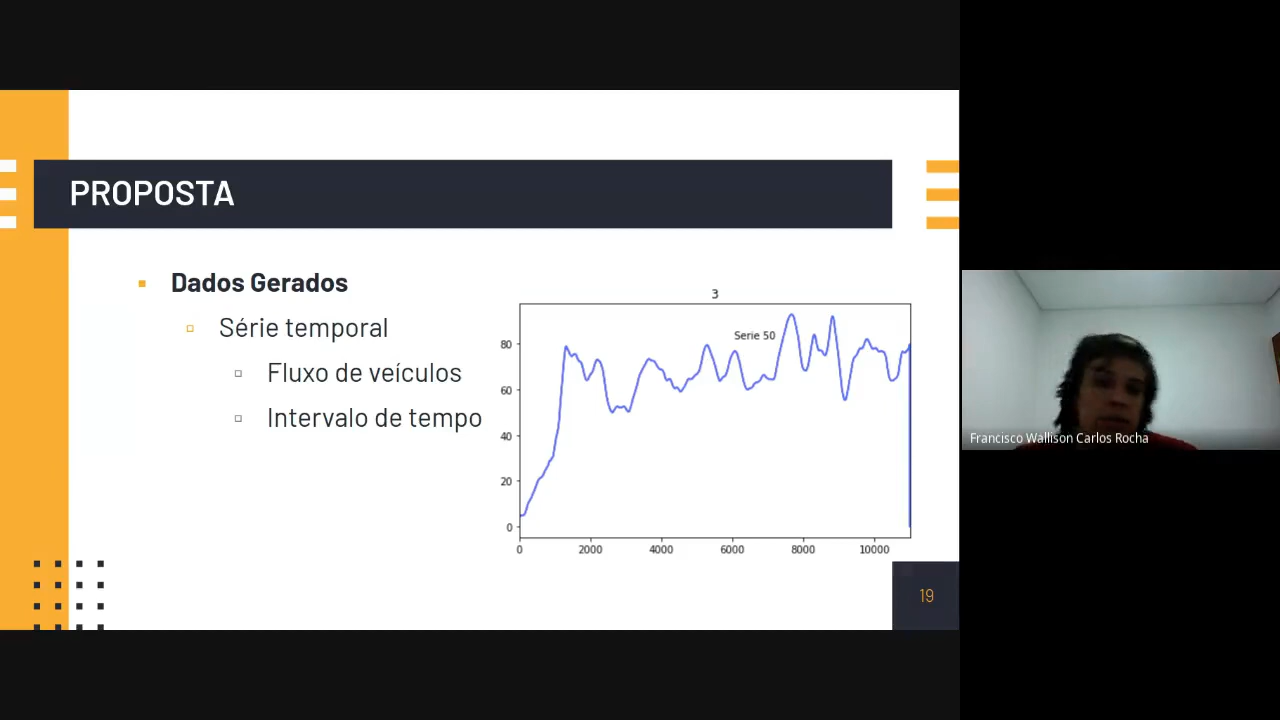 PROPOSTA
Dados Gerados
Série temporal
Fluxo de veículos
Intervalo de tempo
3
Serie 50
80
60
40
20
0
0 2000 4000 6000 8000 10000
19
Francisco Wallison Carlos Rocha